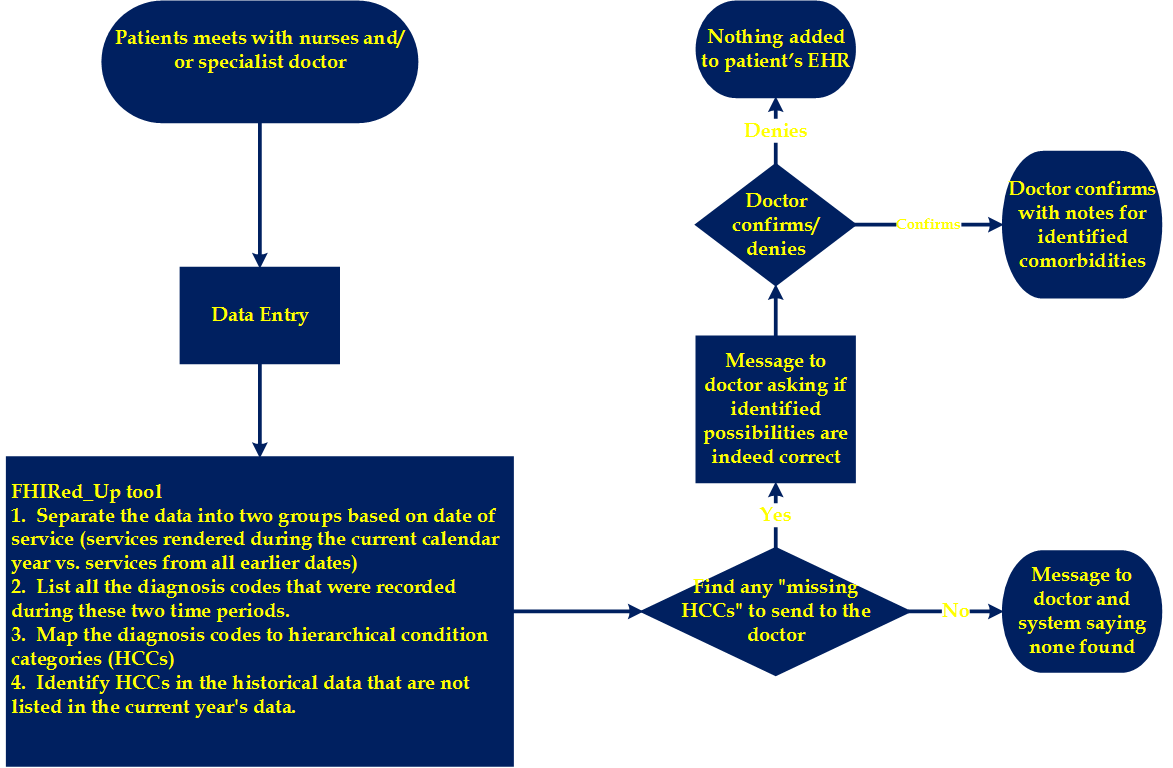 Patients meets with nurses and/
or specialist doctor
Data Entry
FHIRed_Up tool
1.  Separate the data into two groups based on date of
service (services rendered during the current calendar
year vs. services from all earlier dates)
2.  List all the diagnosis codes that were recorded
during these two time periods.
3.  Map the diagnosis codes to hierarchical condition
categories (HCCs)
4.  Identify HCCs in the historical data that are not
listed in the current year's data.
Find any "missing
HCCs" to send to the
doctor
No
Message to
doctor and
system saying
none found
Yes
Message to
doctor asking if
identified
possibilities are
indeed correct
Doctor
confirms/
denies
Confirms
Doctor confirms
with notes for
identified
comorbidities
Denies
Nothing added
to patient’s EHR